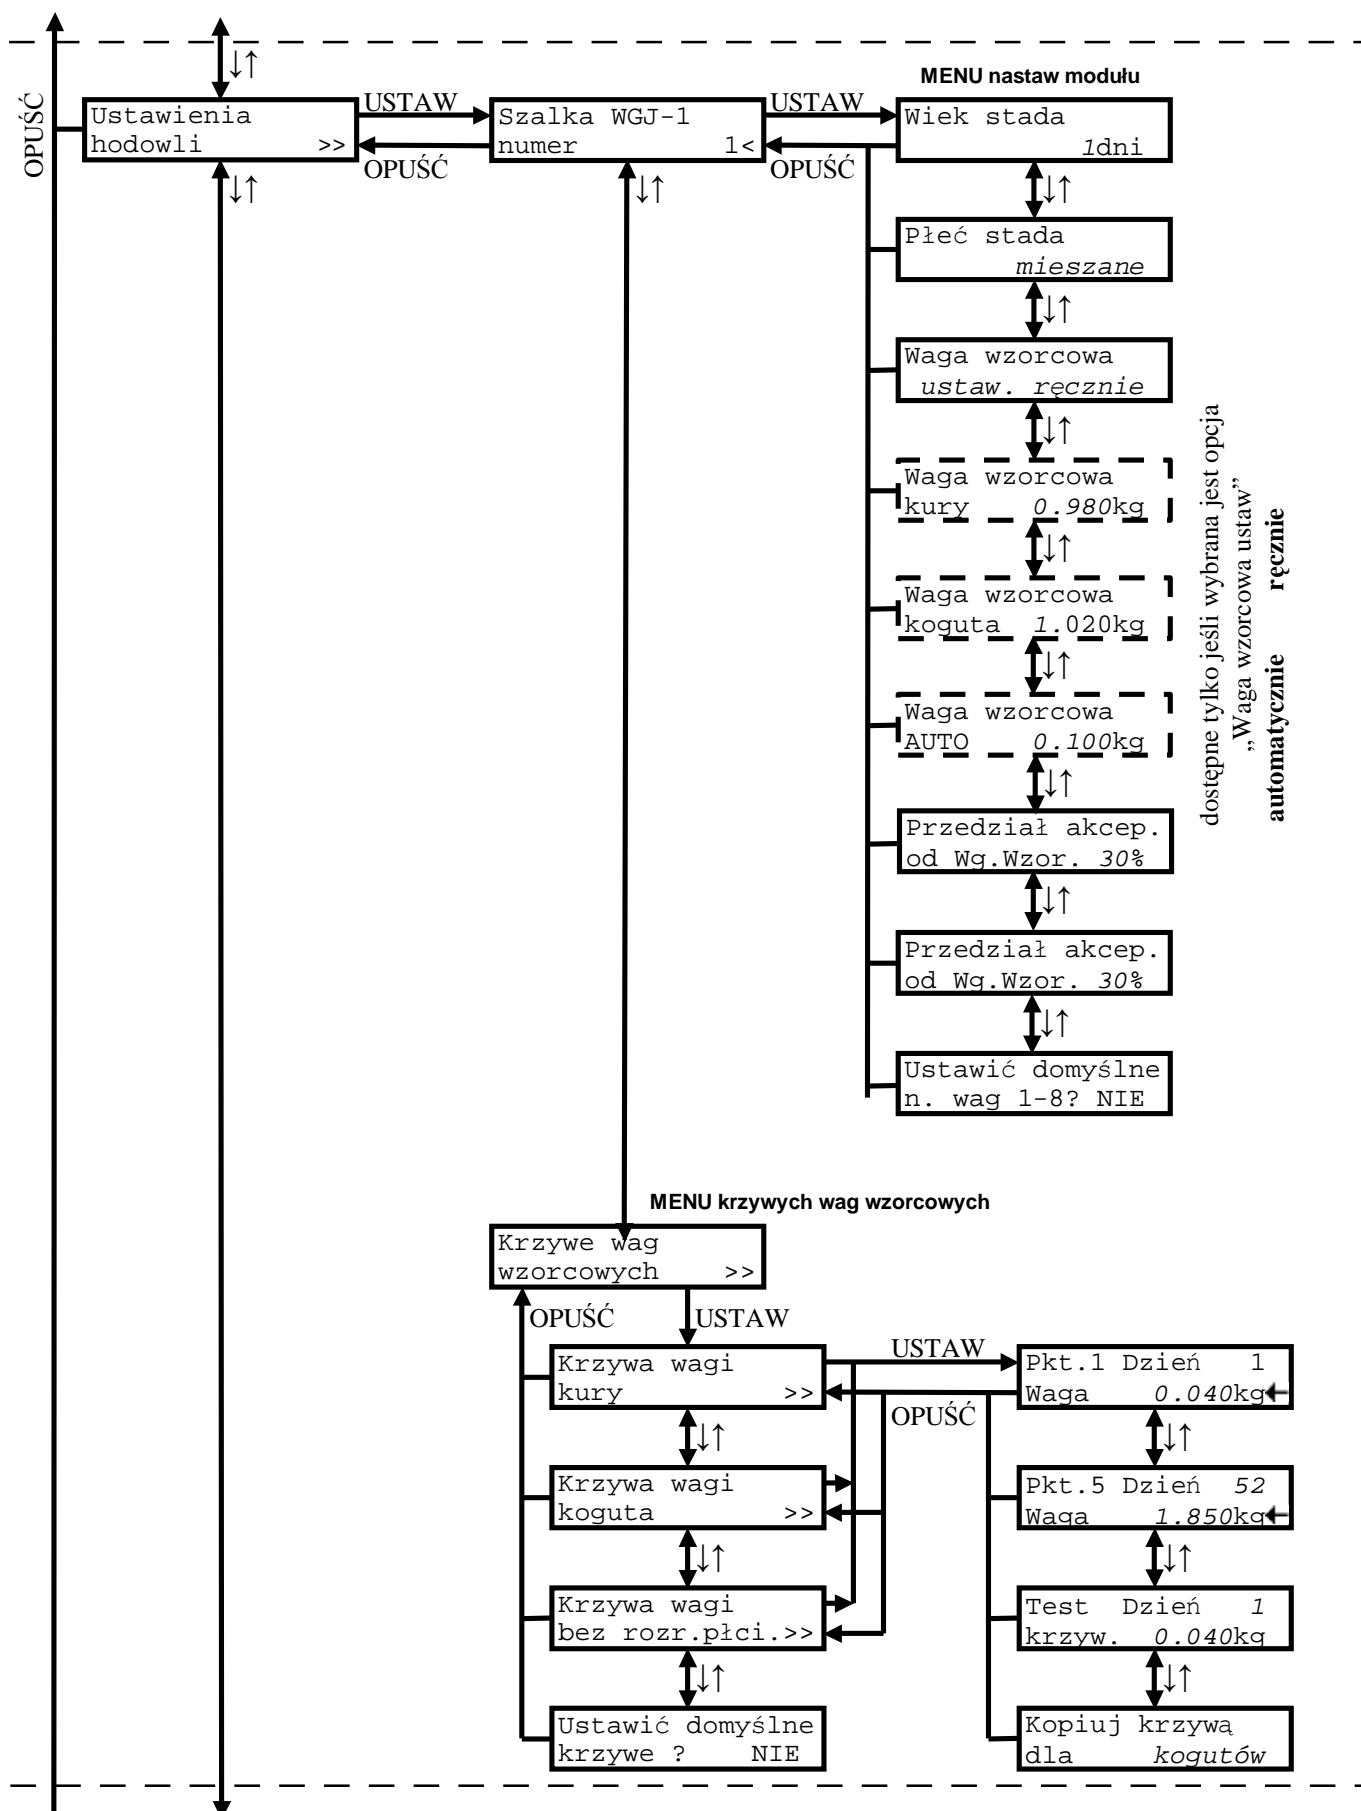 ↓↑
MENU nastaw modułu
OPUŚĆ
Ustawienia
hodowli >>
USTAW
OPUŚĆ
Szalka WGJ-1
numer 1<
USTAW
OPUŚĆ
Wiek stada
1dni
↓↑
↓↑
↓↑
Płeć stada
mieszane
↓↑
Waga wzorcowa
ustaw. ręcznie
↓↑
Waga wzorcowa
kury 0.980kg
↓↑
Waga wzorcowa
koguta 1.020kg
↓↑
Waga wzorcowa
AUTO 0.100kg
↓↑
dostępne tylko jeśli wybrana jest opcja
„Waga wzorcowa ustaw”
automatycznie ręcznie
Przedział akcep.
od Wg.Wzor. 30%
↓↑
Przedział akcep.
od Wg.Wzor. 30%
↓↑
Ustawić domyślne
n. wag 1-8? NIE
MENU krzywych wag wzorcowych
Krzywe wag
wzorcowych >>
OPUŚĆ
USTAW
Krzywa wagi
kury >>
USTAW
OPUŚĆ
Pkt.1 Dzień 1
Waga 0.040kg←
↓↑
↓↑
Krzywa wagi
koguta >>
Pkt.5 Dzień 52
Waga 1.850kg←
↓↑
↓↑
Krzywa wagi
bez rozr.płci.>>
Test Dzień 1
krzyw. 0.040kg
↓↑
↓↑
Ustawić domyślne
krzywe ? NIE
Kopiuj krzywą
dla kogutów